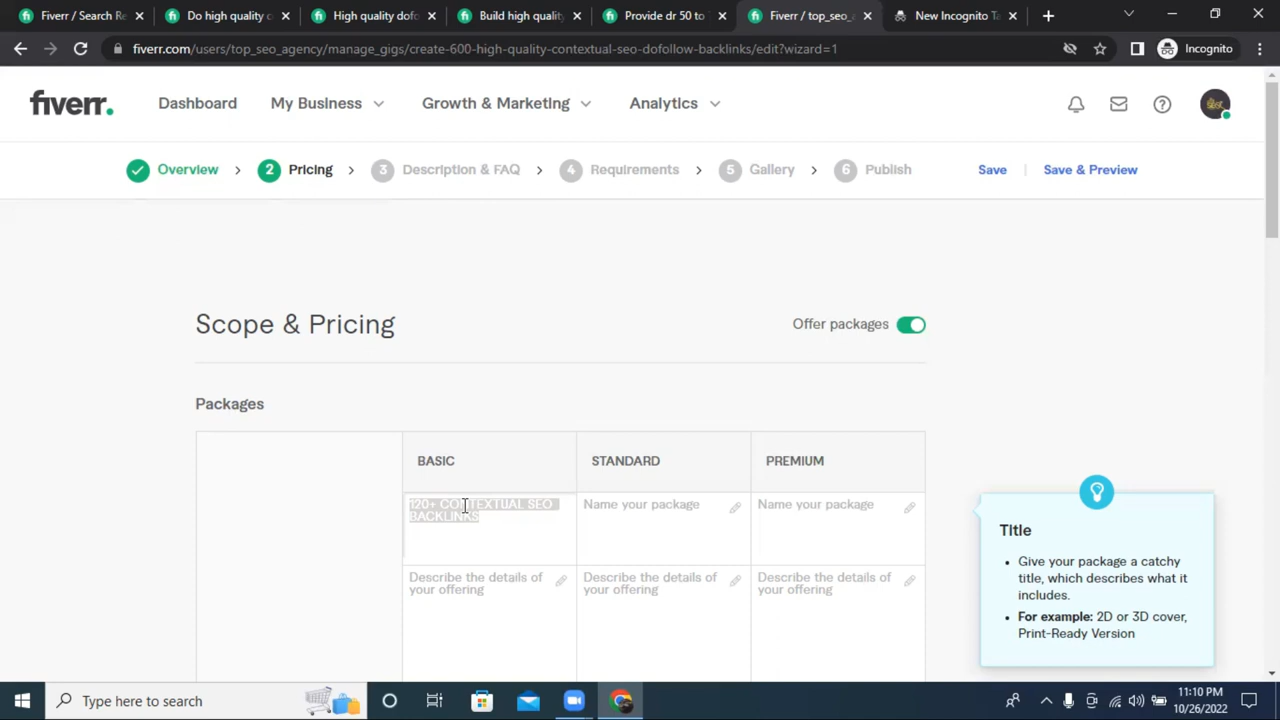 Fiverr / Search Re
Do high quality c
High quality dofo
Build high quality
Provide dr 50 to
Fiverr / top_seo_a
New Incognito Ta
fiverr.com/users/top_seo_agency/manage_gigs/create-600-high-quality-contextual-seo-dofollow-backlinks/edit?wizard=1
Incognito
fiverr.
Dashboard
My Business
Growth & Marketing
Analytics
Overview
2 Pricing
3 Description & FAQ
4 Requirements
5 Gallery
6 Publish
Save
Save & Preview
Scope & Pricing
Offer packages
Packages
BASIC
STANDARD
PREMIUM
120+ CONTEXTUAL SEO
BACKLINKS
Name your package
Name your package
Describe the details of
your offering
Describe the details of
your offering
Describe the details of
your offering
Title
Give your package a catchy
title, which describes what it
includes.
For example: 2D or 3D cover,
Print-Ready Version
Type here to search
11:10 PM
10/26/2022